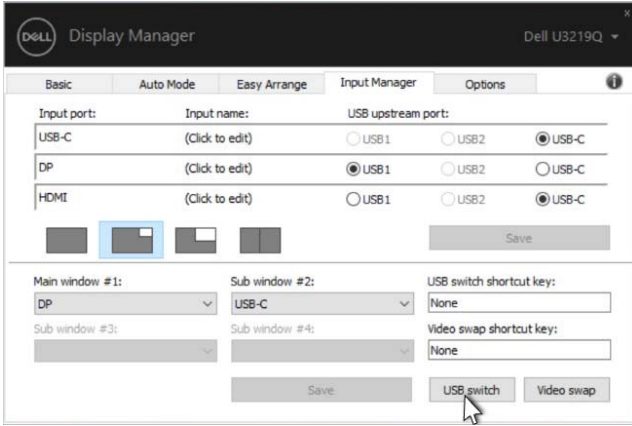 DELL Display Manager Dell U3219Q
x
Basic Auto Mode Easy Arrange Input Manager Options i
Input port: Input name: USB upstream port:
USB-C (Click to edit) USB1 USB2 USB-C
DP (Click to edit) USB1 USB2 USB-C
HDMI (Click to edit) USB1 USB2 USB-C
Save
Main window #1: Sub window #2: USB switch shortcut key:
DP USB-C None
Sub window #3: Sub window #4: Video swap shortcut key:
None
Save USB switch Video swap